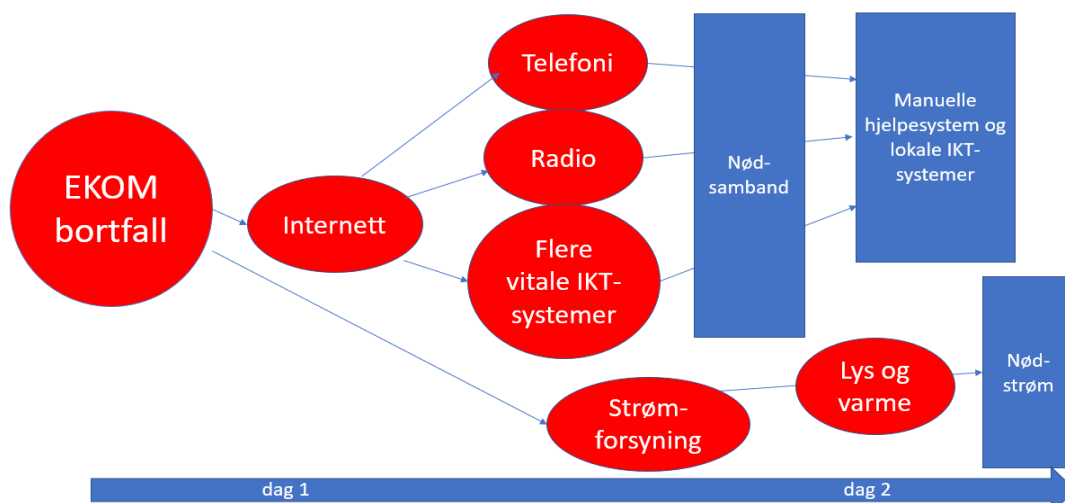 EKOM
bortfall
Internett
Telefoni
Radio
Flere
vitale IKT-
systemer
Nød-
samband
Manuelle
hjelpesystem og
lokale IKT-
systemer
Strøm-
forsyning
Lys og
varme
Nød-
strøm
dag 1
dag 2